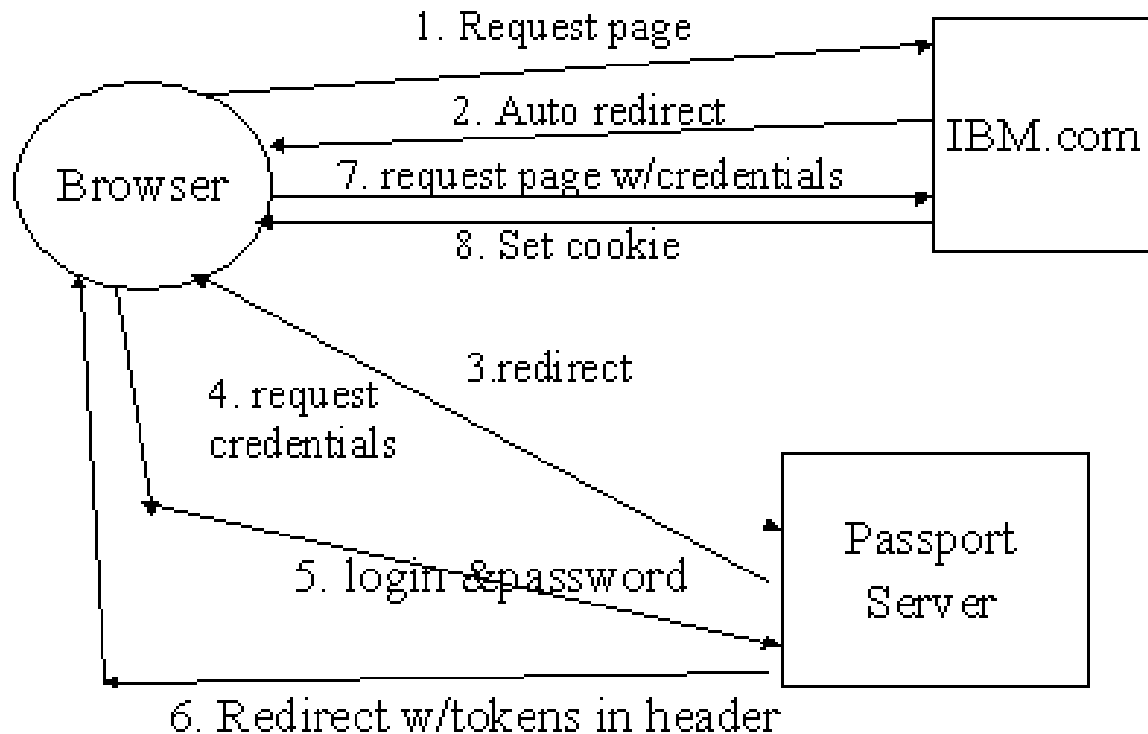 1. Request page
2. Auto redirect
IBM.com
Browser
7. request page w/credentials
8. Set cookie
3.redirect
4. request
credentials
Passport
Server
5. login &password
6. Redirect w/tokens in header